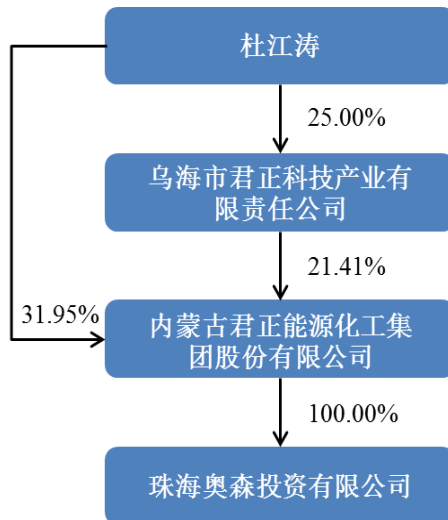 杜江涛
25.00%
乌海市君正科技产业有
限责任公司
21.41%
31.95%
内蒙古君正能源化工集
团股份有限公司
100.00%
珠海奥森投资有限公司